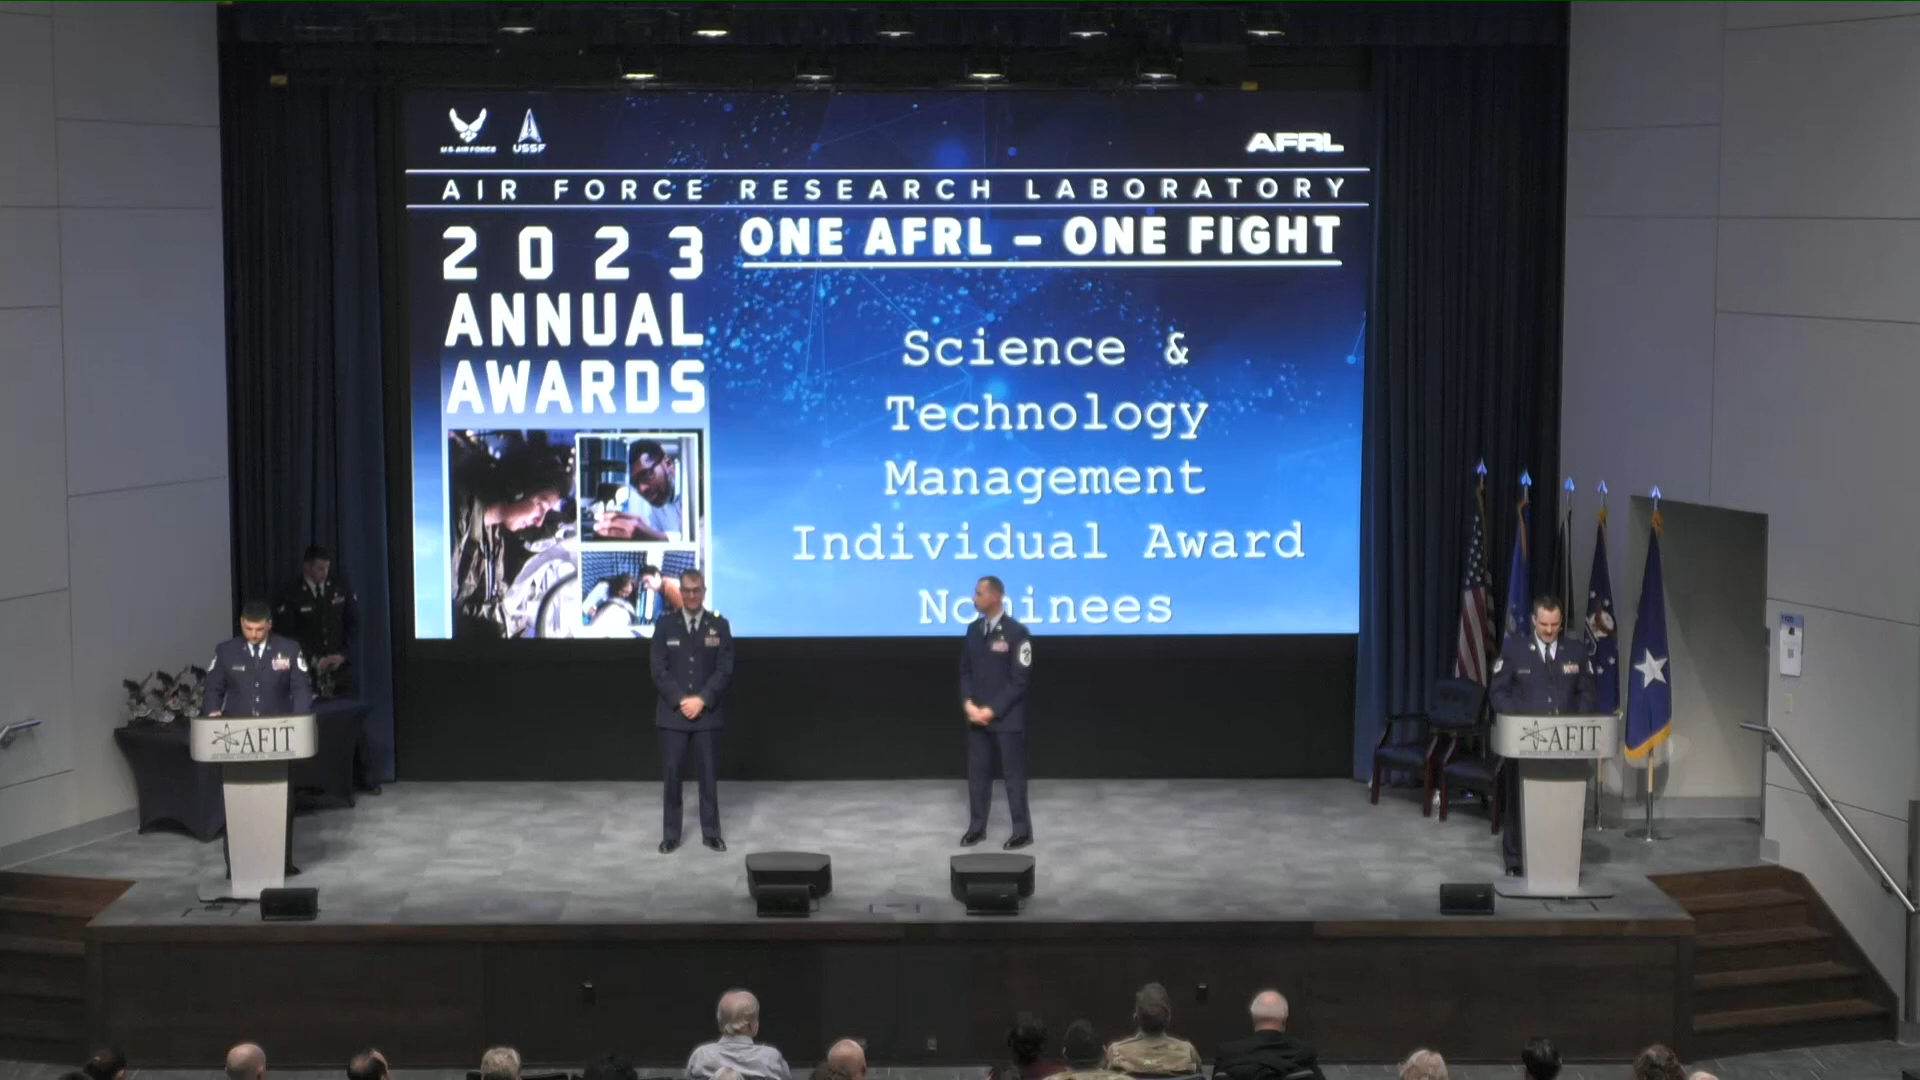 U.S. AIR FORCE
USSF
AFRL
AIR FORCE RESEARCH LABORATORY
2023
ANNUAL
AWARDS
ONE AFRL – ONE FIGHT
Science &
Technology
Management
Individual Award
Nominees
AFIT
AFIT